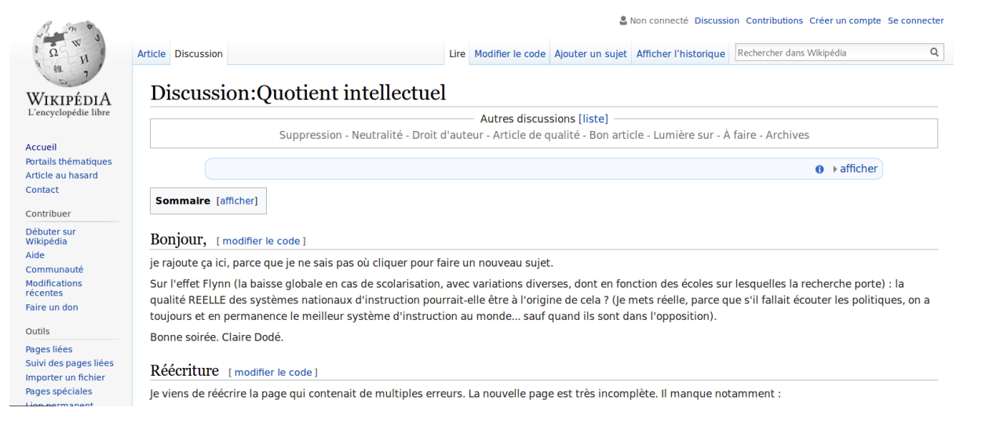 Non connecté Discussion Contributions Créer un compte Se connecter
Article Discussion Lire Modifier le code Ajouter un sujet Afficher l’historique Rechercher dans Wikipédia
WIKIPÉDIA
L'encyclopédie libre
Accueil
Portails thématiques
Article au hasard
Contact
Contribuer
Débuter sur
Wikipédia
Aide
Communauté
Modifications
récentes
Faire un don
Outils
Pages liées
Suivi des pages liées
Importer un fichier
Pages spéciales
Lien permanent
Discussion:Quotient intellectuel
Autres discussions [liste]
Suppression - Neutralité - Droit d'auteur - Article de qualité - Bon article - Lumière sur - À faire - Archives
afficher
Sommaire [afficher]
Bonjour, [ modifier le code ]
je rajoute ça ici, parce que je ne sais pas où cliquer pour faire un nouveau sujet.
Sur l'effet Flynn (la baisse globale en cas de scolarisation, avec variations diverses, dont en fonction des écoles sur lesquelles la recherche porte) : la
qualité REELLE des systèmes nationaux d'instruction pourrait-elle être à l'origine de cela ? (Je mets réelle, parce que s'il fallait écouter les politiques, on a
toujours et en permanence le meilleur système d'instruction au monde... sauf quand ils sont dans l'opposition).
Bonne soirée. Claire Dodé.
Réécriture [ modifier le code ]
Je viens de réécrire la page qui contenait de multiples erreurs. La nouvelle page est très incomplète. Il manque notamment :